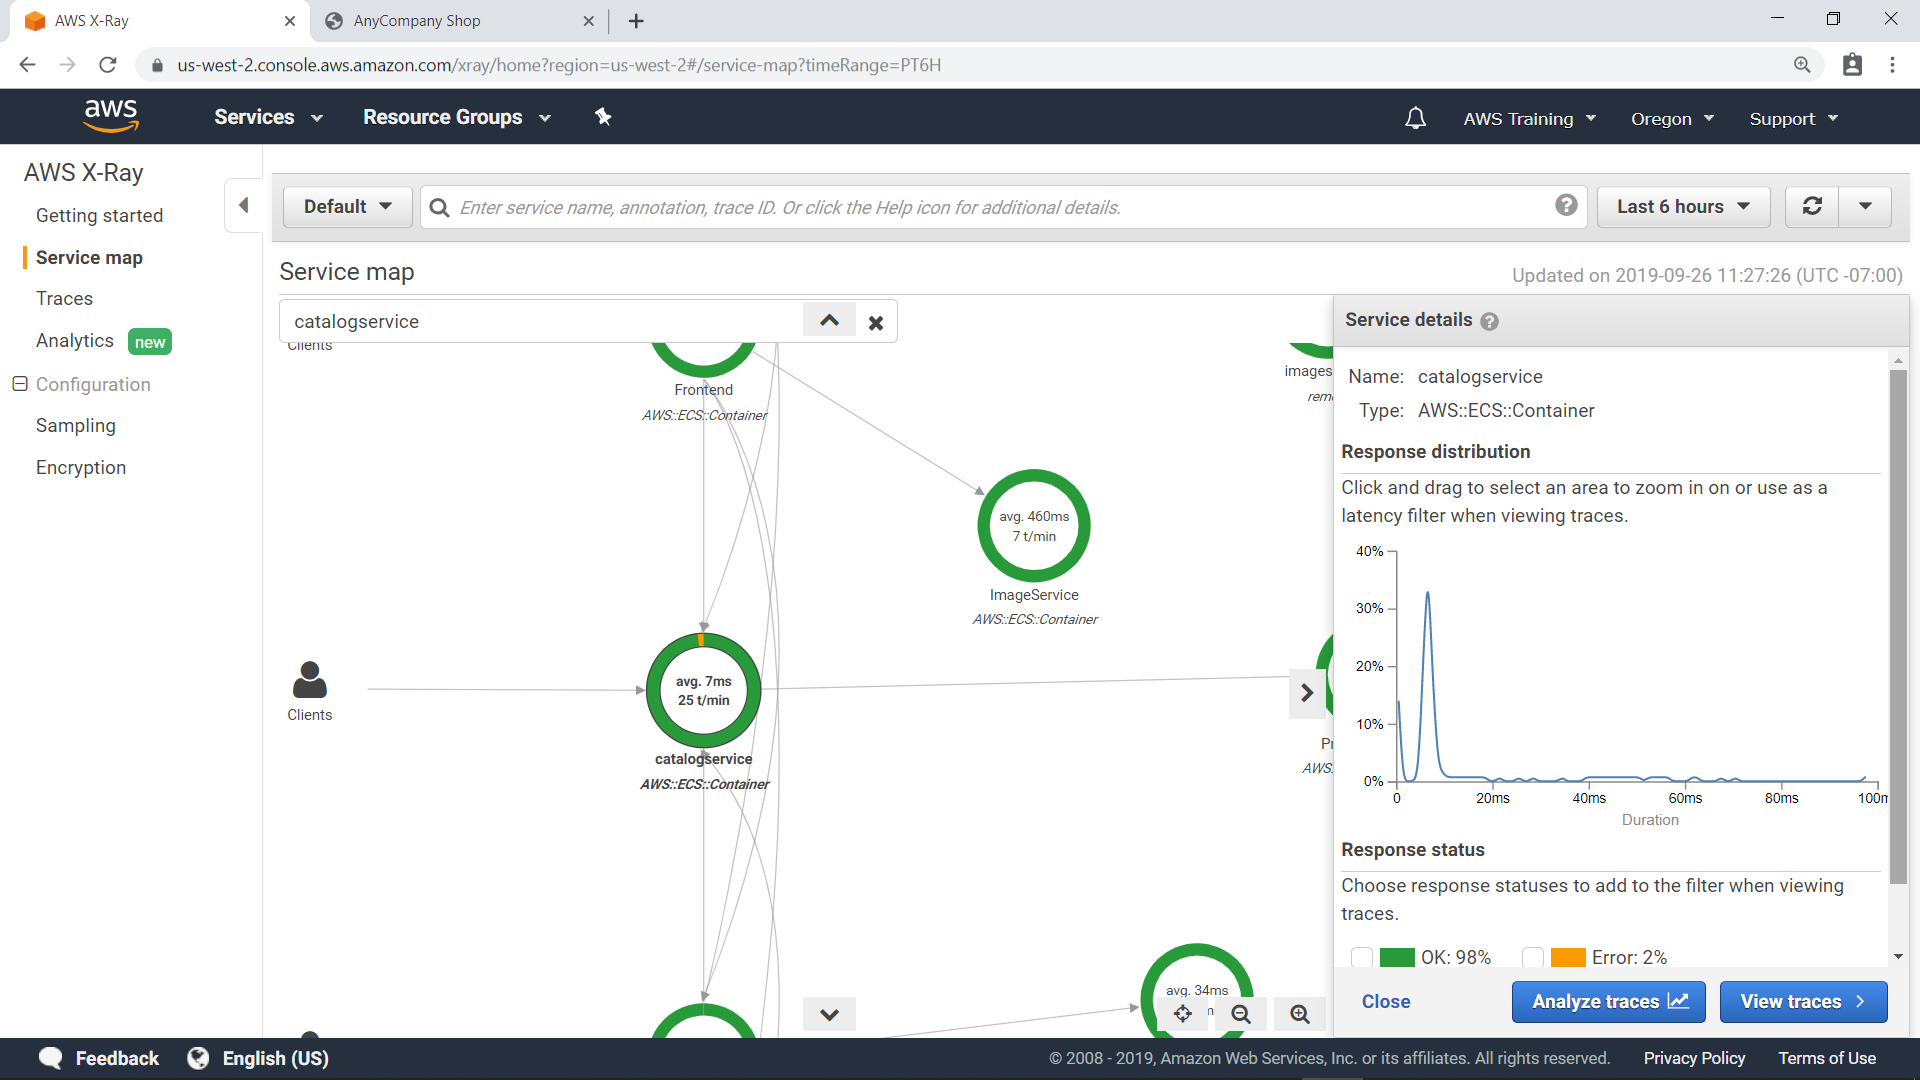 AWS X-Ray
AnyCompany Shop
us-west-2.console.aws.amazon.com/xray/home?region=us-west-2#/service-map?timeRange=PT6H
aws
Services
Resource Groups
AWS Training
Oregon
Support
AWS X-Ray
Getting started
Service map
Traces
Analytics new
Configuration
Sampling
Encryption
Default
Enter service name, annotation, trace ID. Or click the Help icon for additional details.
Last 6 hours
Service map
Updated on 2019-09-26 11:27:26 (UTC -07:00)
catalogservice
Clients
Frontend
AWS::ECS::Container
images
avg. 460ms
7 t/min
ImageService
AWS::ECS::Container
Clients
avg. 7ms
25 t/min
catalogservice
AWS::ECS::Container
AWS:
avg. 34ms
Service details
Name: catalogservice
Type: AWS::ECS::Container
Response distribution
Click and drag to select an area to zoom in on or use as a
latency filter when viewing traces.
40%
30%
20%
10%
0%
0 20ms 40ms 60ms 80ms 100m
Duration
Response status
Choose response statuses to add to the filter when viewing
traces.
OK: 98% Error: 2%
Close
Analyze traces
View traces
Feedback
English (US)
© 2008 - 2019, Amazon Web Services, Inc. or its affiliates. All rights reserved.
Privacy Policy
Terms of Use